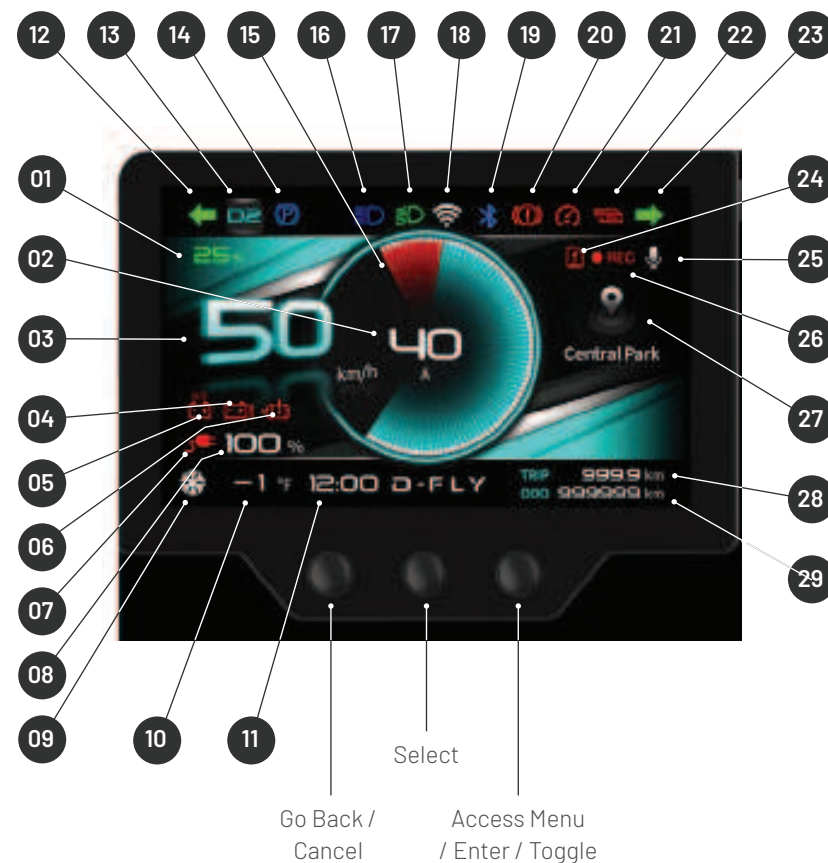 12 13 14 15 16 17 18 19 20 21 22 23
01
02
03
04
05
06
07
08
09
10
11
24
25
26
27
28
29
D2
P
25
REC
50
km/h
40
A
Central Park
100 %
-1 °F 12:00 D-FLY
TRIP 999.9 km
ODO 999999 km
Select
Go Back /
Cancel
Access Menu
/ Enter / Toggle